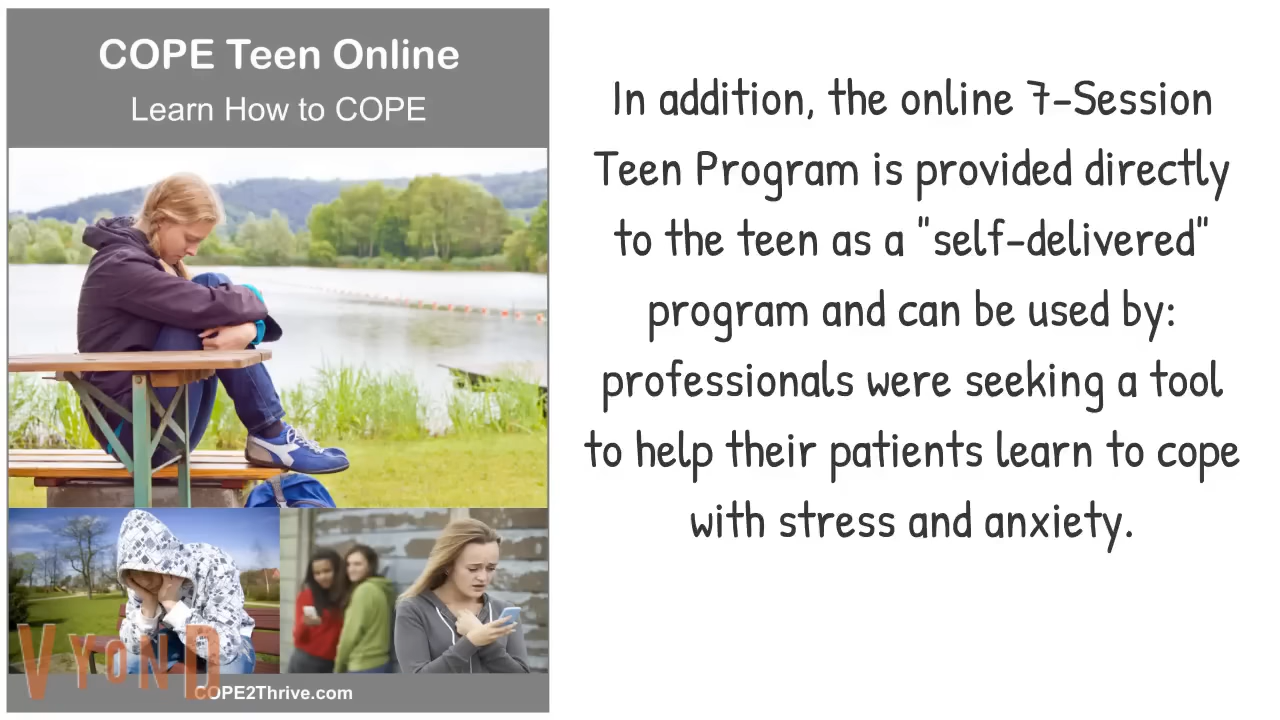 COPE Teen Online
Learn How to COPE
In addition, the online 7-Session
Teen Program is provided directly
to the teen as a "self-delivered"
program and can be used by:
professionals were seeking a tool
to help their patients learn to cope
with stress and anxiety.
VYOND
COPE2Thrive.com